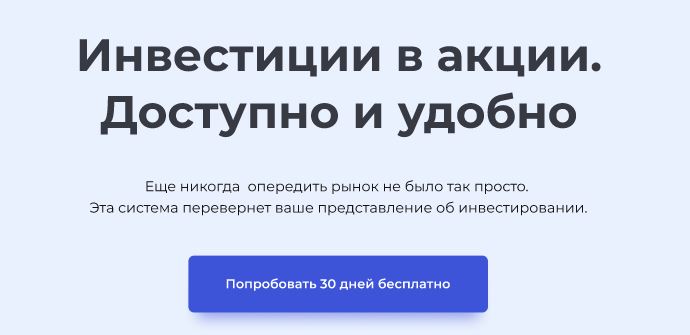 Инвестиции в акции.
Доступно и удобно
Еще никогда  опередить рынок не было так просто.
Эта система перевернет ваше представление об инвестировании.
Попробовать 30 дней бесплатно